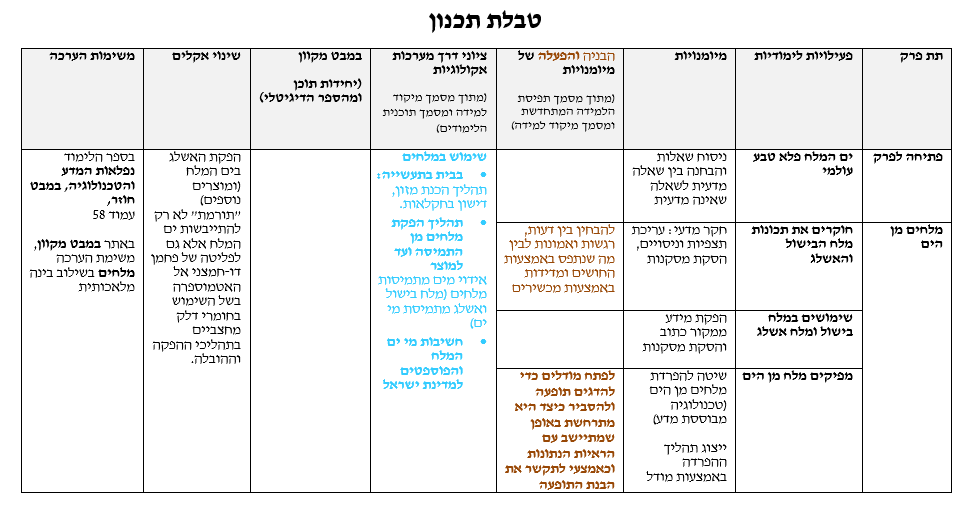 טבלת תכנון
תת פרק
פעילויות לימודיות
מיומנויות
הבניה והפעלה של
מיומנויות
(מתוך מסמך תפיסת
הלמידה המתחדשת
ומסמך מיקוד למידה)
ציוני דרך מערכות
אקולוגיות
(מתוך מסמך מיקוד
למידה ומסמך תוכנית
הלימודים)
במבט מקוון
(יחידות תוכן
ומהספר הדיגיטלי)
שינוי אקלים
משימות הערכה
פתיחה לפרק
ים המלח פלא טבע
עולמי
ניסוח שאלות
והבחנה בין שאלה
מדעית לשאלה
שאינה מדעית
מלחים מן
הים
חוקרים את תכונות
מלח הבישול
והאשלג
חקר מדעי: עריכת
תצפיות וניסויים,
הסקת מסקנות
להבחין בין דעות,
רגשות ואמונות לבין
מה שנתפס באמצעות
החושים ומדידות
באמצעות מכשירים
שימושים במלח
בישול ומלח אשלג
הפקת מידע
ממקור כתוב
והסקת מסקנות
מפיקים מלח מן הים
שיטה להפרדת
מלחים מן הים
(טכנולוגיה
מבוססת מדע)
ייצוג תהליך
ההפרדה
באמצעות מודל
לפתח מודלים כדי
להדגים תופעה
ולהסביר כיצד היא
מתרחשת באופן
שמתיישב עם
הראיות הנתונות
וכאמצעי לתקשר את
הבנת התופעה
שימוש במלחים
• בבית בתעשייה:
תהליך הכנת מזון,
דישון בחקלאות.
• תהליך הפקת
מלחים מן
התמיסה ועד
למוצר
אידוי מים מתמיסות
מלחים (מלח בישול
ואשלג מתמיסת מי
ים)
• חשיבות מי ים
המלח
והפוספטים
למדינת ישראל
הפקת האשלג
בים המלח
(ומוצרים
נוספים)
"תורמת" לא רק
להתייבשות ים
המלח אלא גם
לפליטה של פחמן
דו-חמצני אל
האטמוספרה
בשל השימוש
בחומרי דלק
מחצביים
בתהליכי ההפקה
וההובלה.
בספר הלימוד
נפלאות המדע
והטכנולוגיה, במבט
חוזר,
עמוד 58
באתר במבט מקוון,
משימת הערכה
מלחים בשילוב בינה
מלאכותית